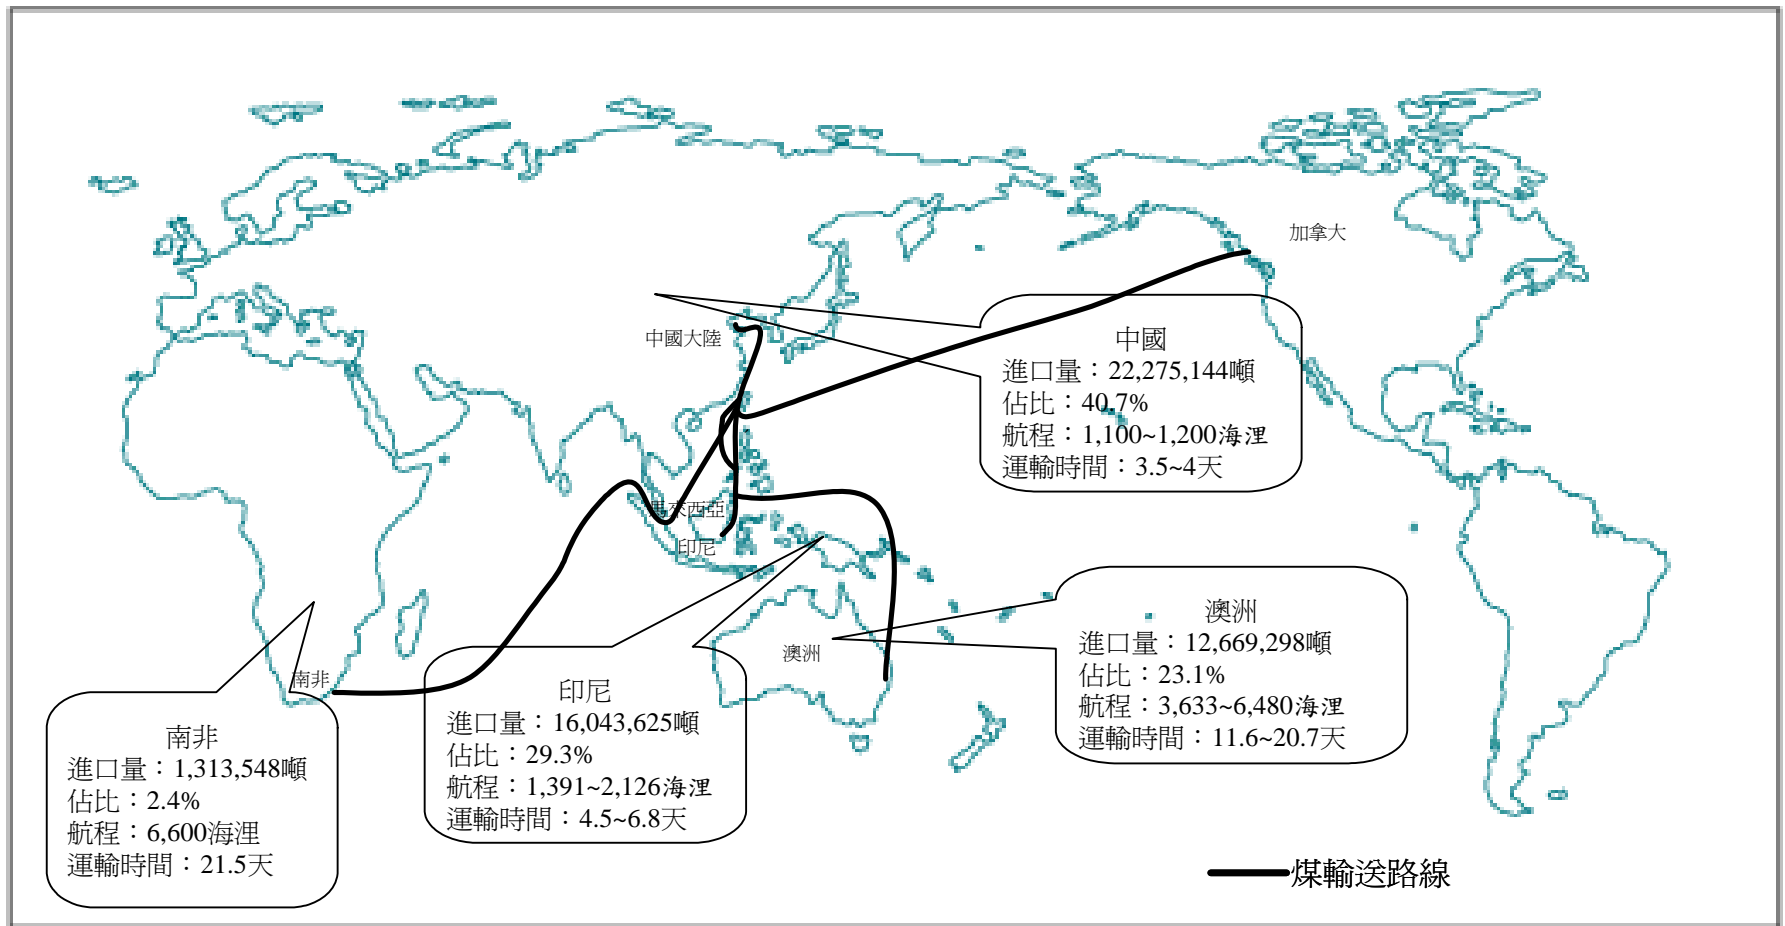 加拿大
中國大陸
中國
進口量：22,275,144噸
佔比：40.7%
航程：1,100~1,200海浬
運輸時間：3.5~4天
馬來西亞
印尼
澳洲
進口量：12,669,298噸
佔比：23.1%
航程：3,633~6,480海浬
運輸時間：11.6~20.7天
澳洲
南非
印尼
進口量：16,043,625噸
佔比：29.3%
航程：1,391~2,126海浬
運輸時間：4.5~6.8天
南非
進口量：1,313,548噸
佔比：2.4%
航程：6,600海浬
運輸時間：21.5天
煤輸送路線